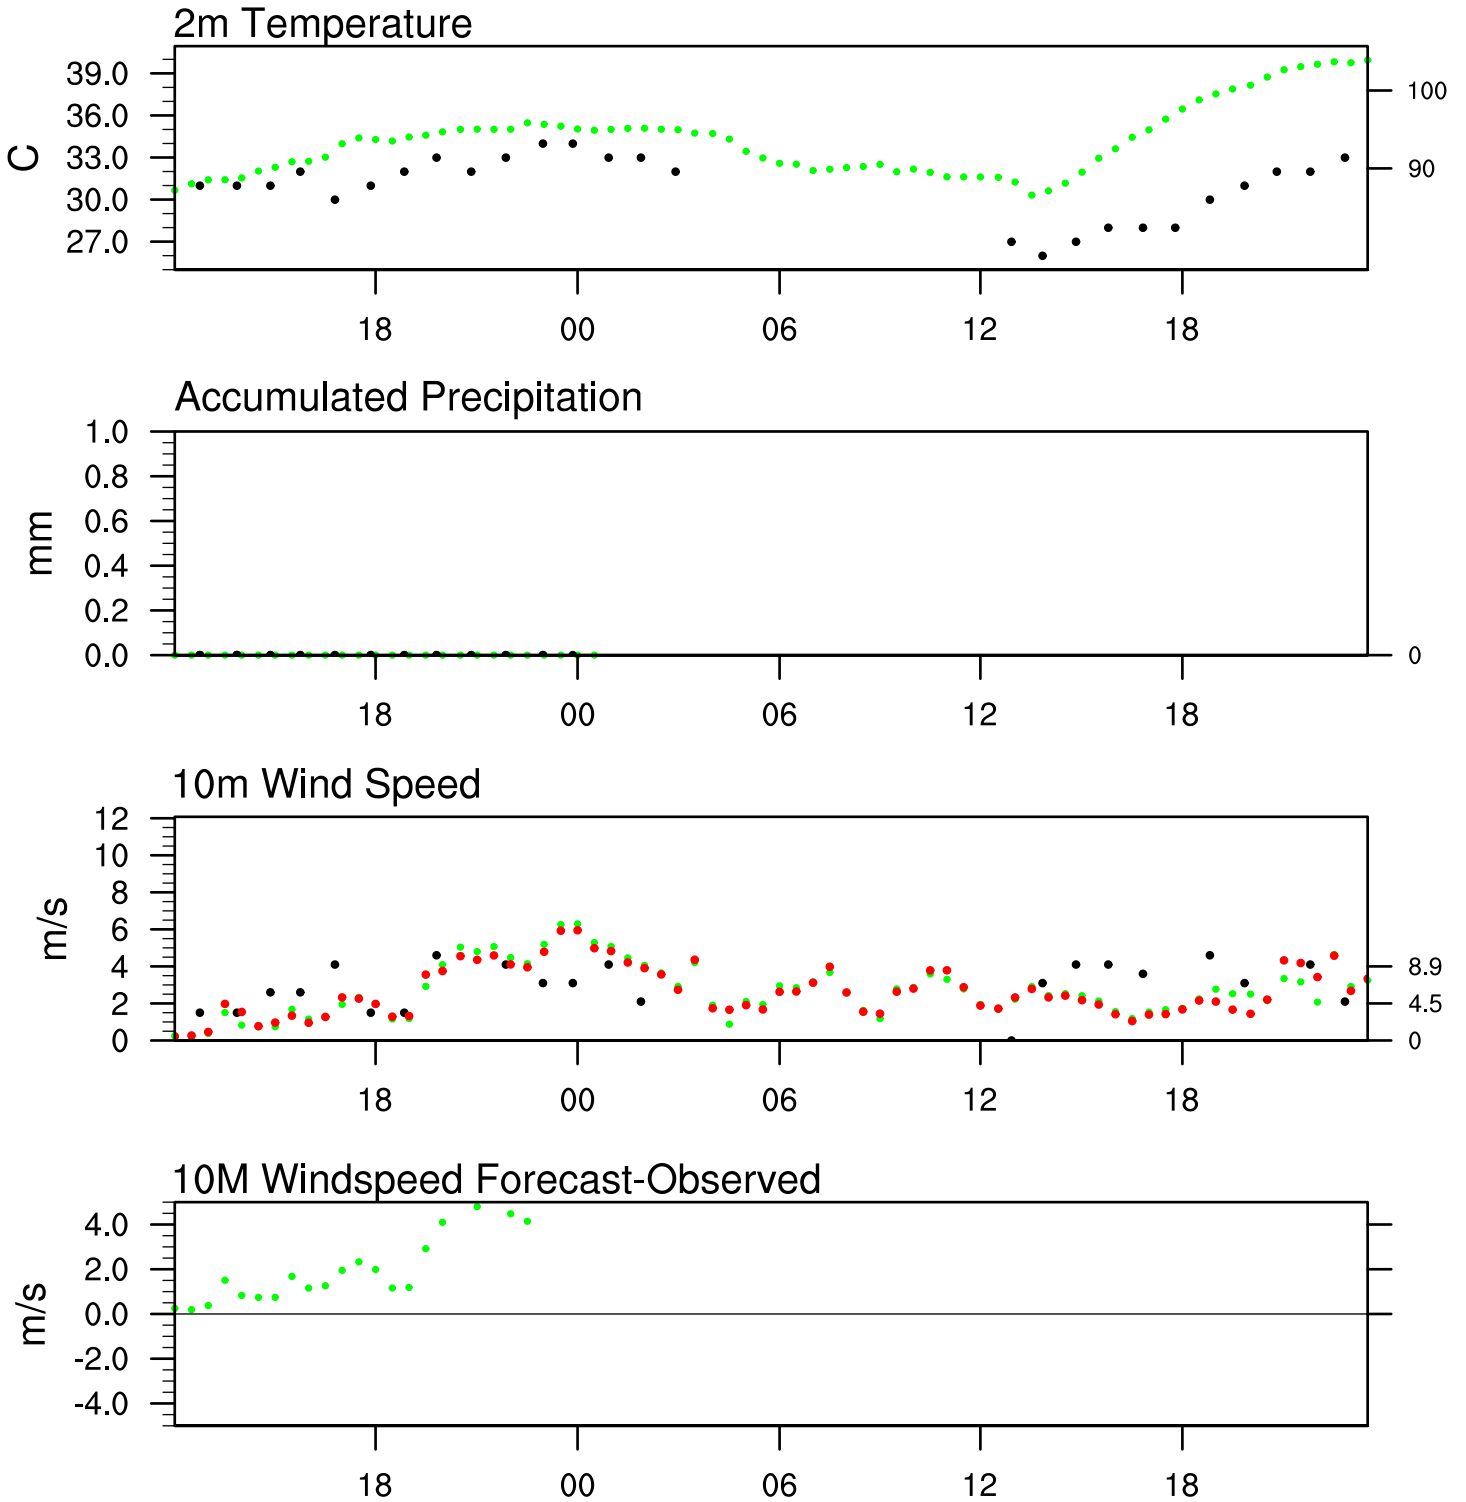 2m Temperature
39.0
36.0
33.0
30.0
27.0
C
100
90
18 00 06 12 18
Accumulated Precipitation
1.0
0.8
0.6
0.4
0.2
0.0
mm
0
18 00 06 12 18
10m Wind Speed
12
10
8
6
4
2
0
m/s
8.9
4.5
0
18 00 06 12 18
10M Windspeed Forecast-Observed
4.0
2.0
0.0
-2.0
-4.0
m/s
18 00 06 12 18